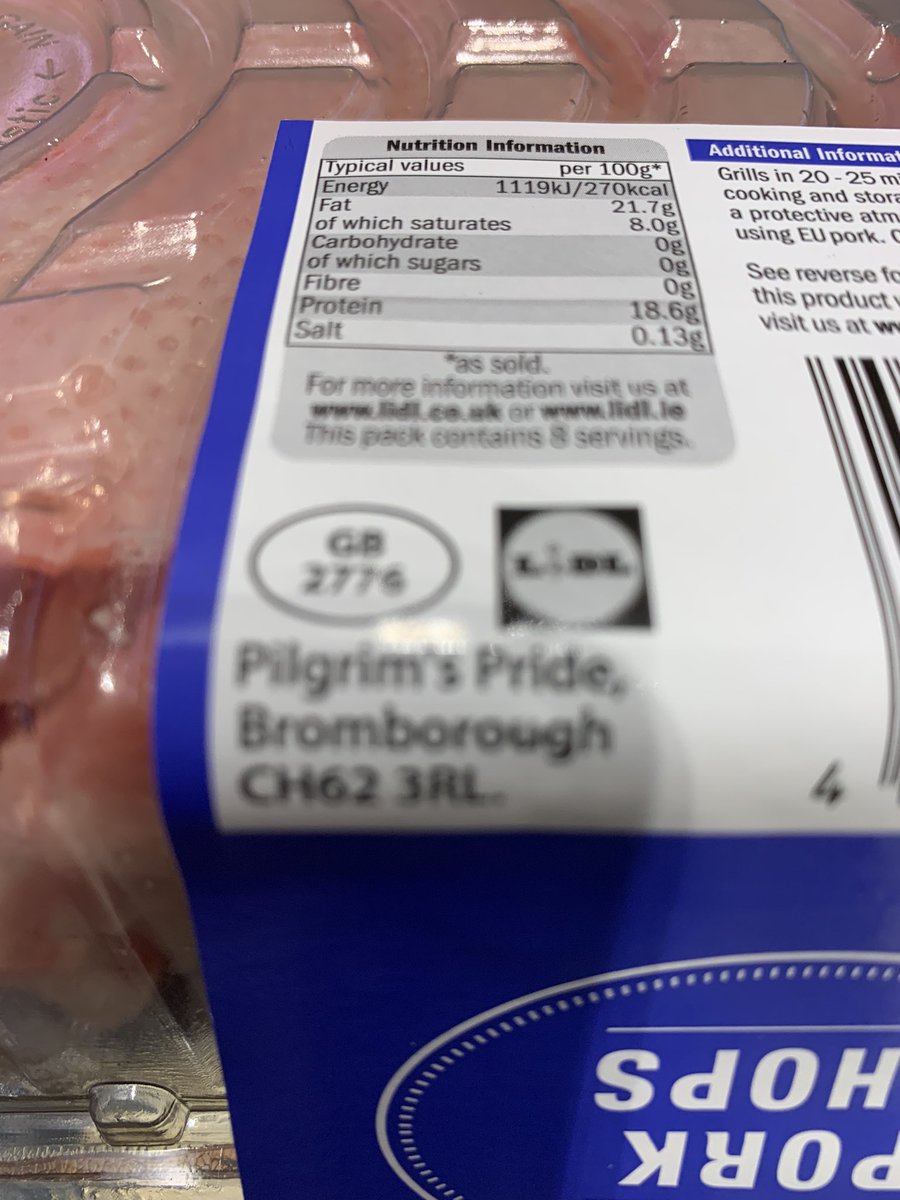 Nutrition Information
Typical values per 100g*
Energy 1119kJ/270kcal
Fat 21.7g
of which saturates 8.0g
Carbohydrate 0g
of which sugars 0g
Fibre 0g
Protein 18.6g
Salt 0.13g
*as sold.
For more information visit us at
www.lidl.co.uk or www.lidl.ie
This pack contains 8 servings.
GB
2776
LIDL
Pilgrim's Pride,
Bromborough
CH62 3RL.
Additional Informat
Grills in 20 - 25 mi
cooking and stora
a protective atm
using EU pork. C
See reverse fo
this product
visit us at ww
4
PORK
HOPS